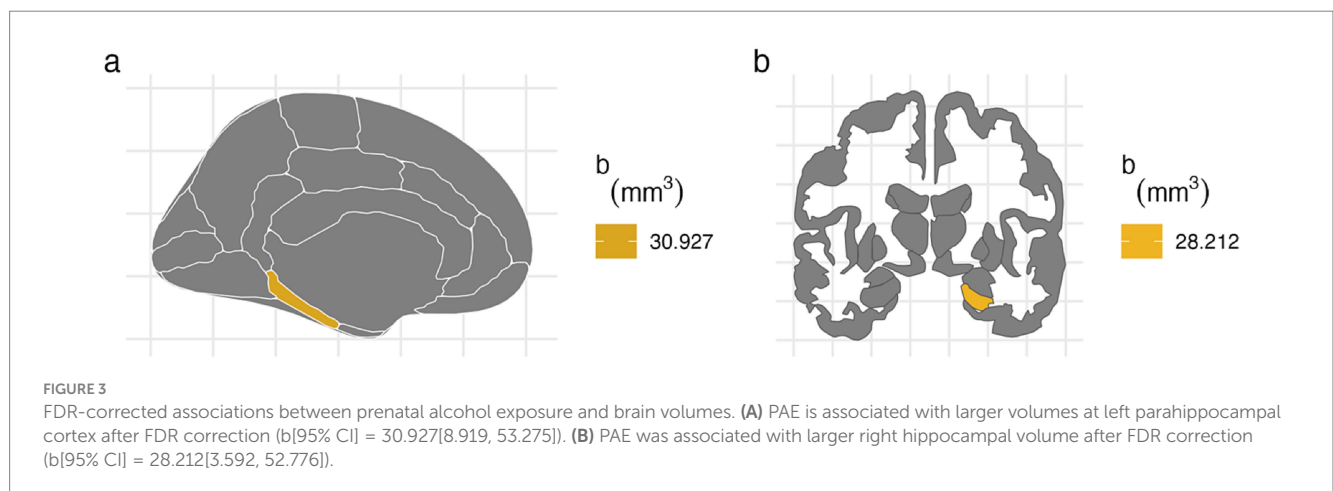 a
b
(mm³)
30.927
b
b
(mm³)
28.212
FIGURE 3
FDR-corrected associations between prenatal alcohol exposure and brain volumes. (A) PAE is associated with larger volumes at left parahippocampal
cortex after FDR correction (b[95% CI] = 30.927[8.919, 53.275]). (B) PAE was associated with larger right hippocampal volume after FDR correction
(b[95% CI] = 28.212[3.592, 52.776]).